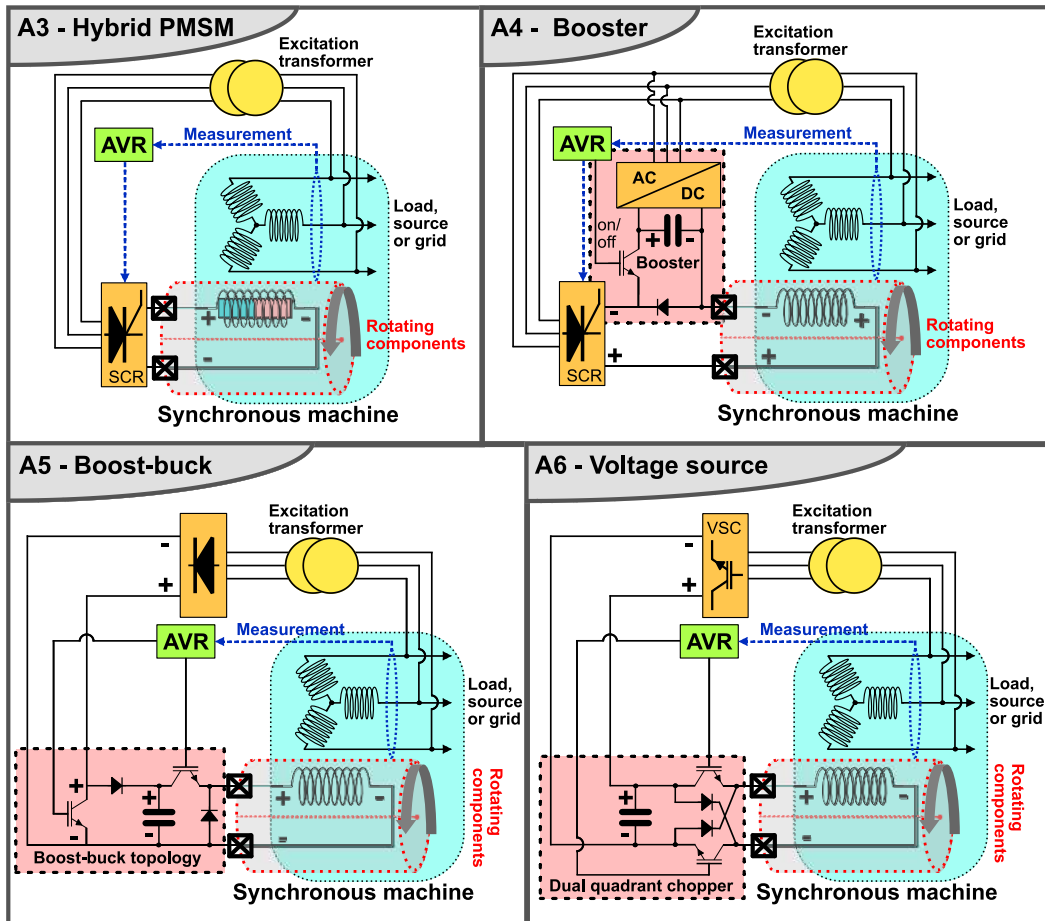 A3 - Hybrid PMSM
Excitation
transformer
AVR
Measurement
Load,
source
or grid
+
-
Rotating
components
SCR
Synchronous machine
A4 - Booster
Excitation
transformer
AVR
Measurement
AC
DC
on/
off
+
-
Booster
Load,
source
or grid
-
-
+
Rotating
components
+
+
SCR
Synchronous machine
A5 - Boost-buck
Excitation
transformer
-
+
AVR
Measurement
Load,
source
or grid
+
+
-
-
+
-
-
Rotating
components
Boost-buck topology
Synchronous machine
A6 - Voltage source
VSC
Excitation
transformer
-
+
AVR
Measurement
Load,
source
or grid
+
-
+
-
-
Rotating
components
Dual quadrant chopper
Synchronous machine